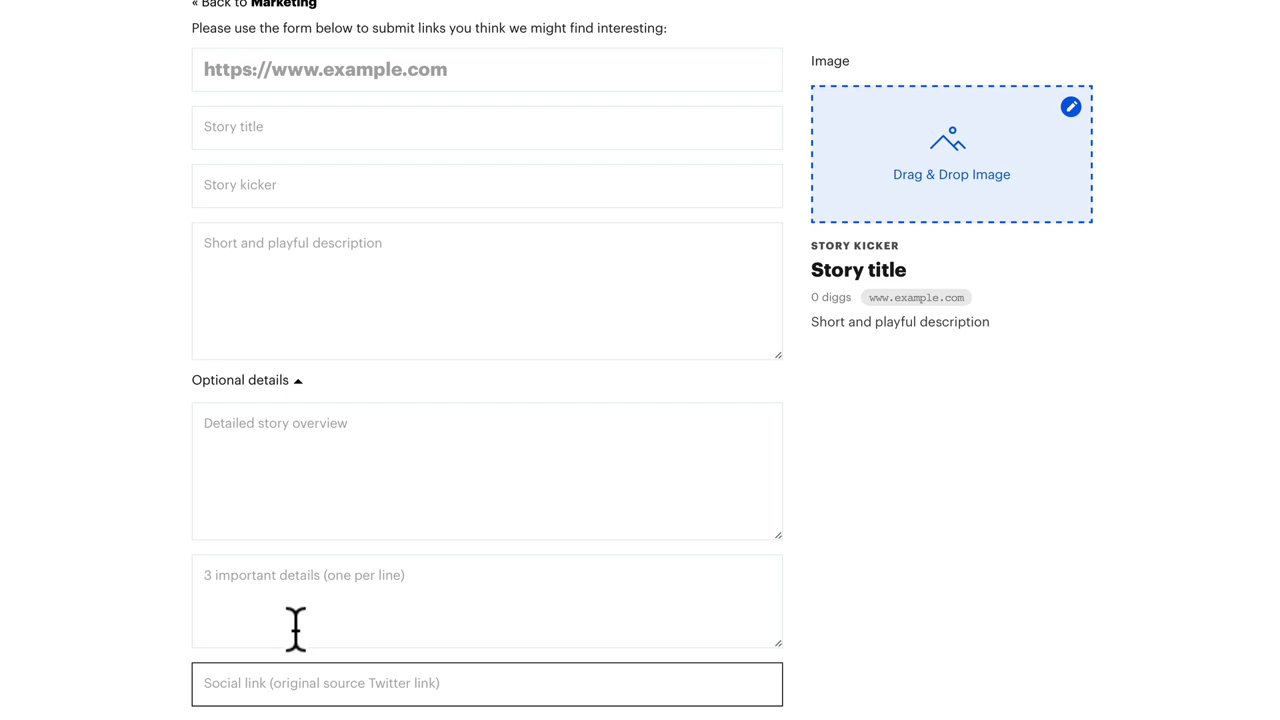 « Back to Marketing
Please use the form below to submit links you think we might find interesting:
https://www.example.com
Story title
Story kicker
Short and playful description
Optional details
Detailed story overview
3 important details (one per line)
Social link (original source Twitter link)
Image
Drag & Drop Image
STORY KICKER
Story title
0 diggs www.example.com
Short and playful description